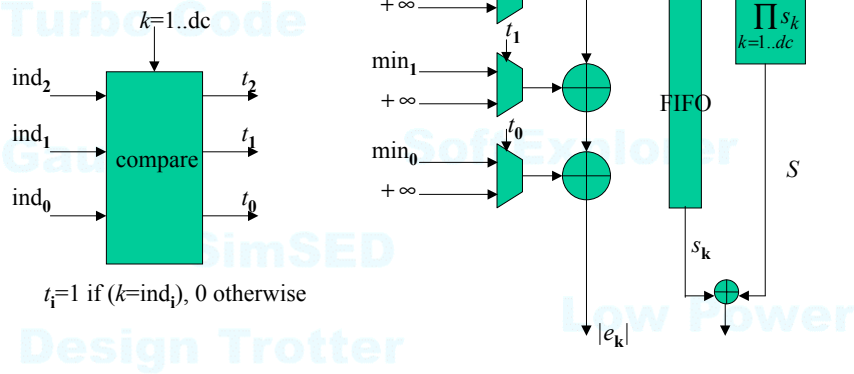 Turbo Code
k=1..dc
ind2
ind1
ind0
compare
t2
t1
t0
ti=1 if (k=indi), 0 otherwise
+ ∞
t1
min1
+ ∞
t0
min0
+ ∞
|ek|
FIFO
sk
∏ sk
k=1..dc
S
SoftExplorer
SimSED
Low Power
Design Trotter